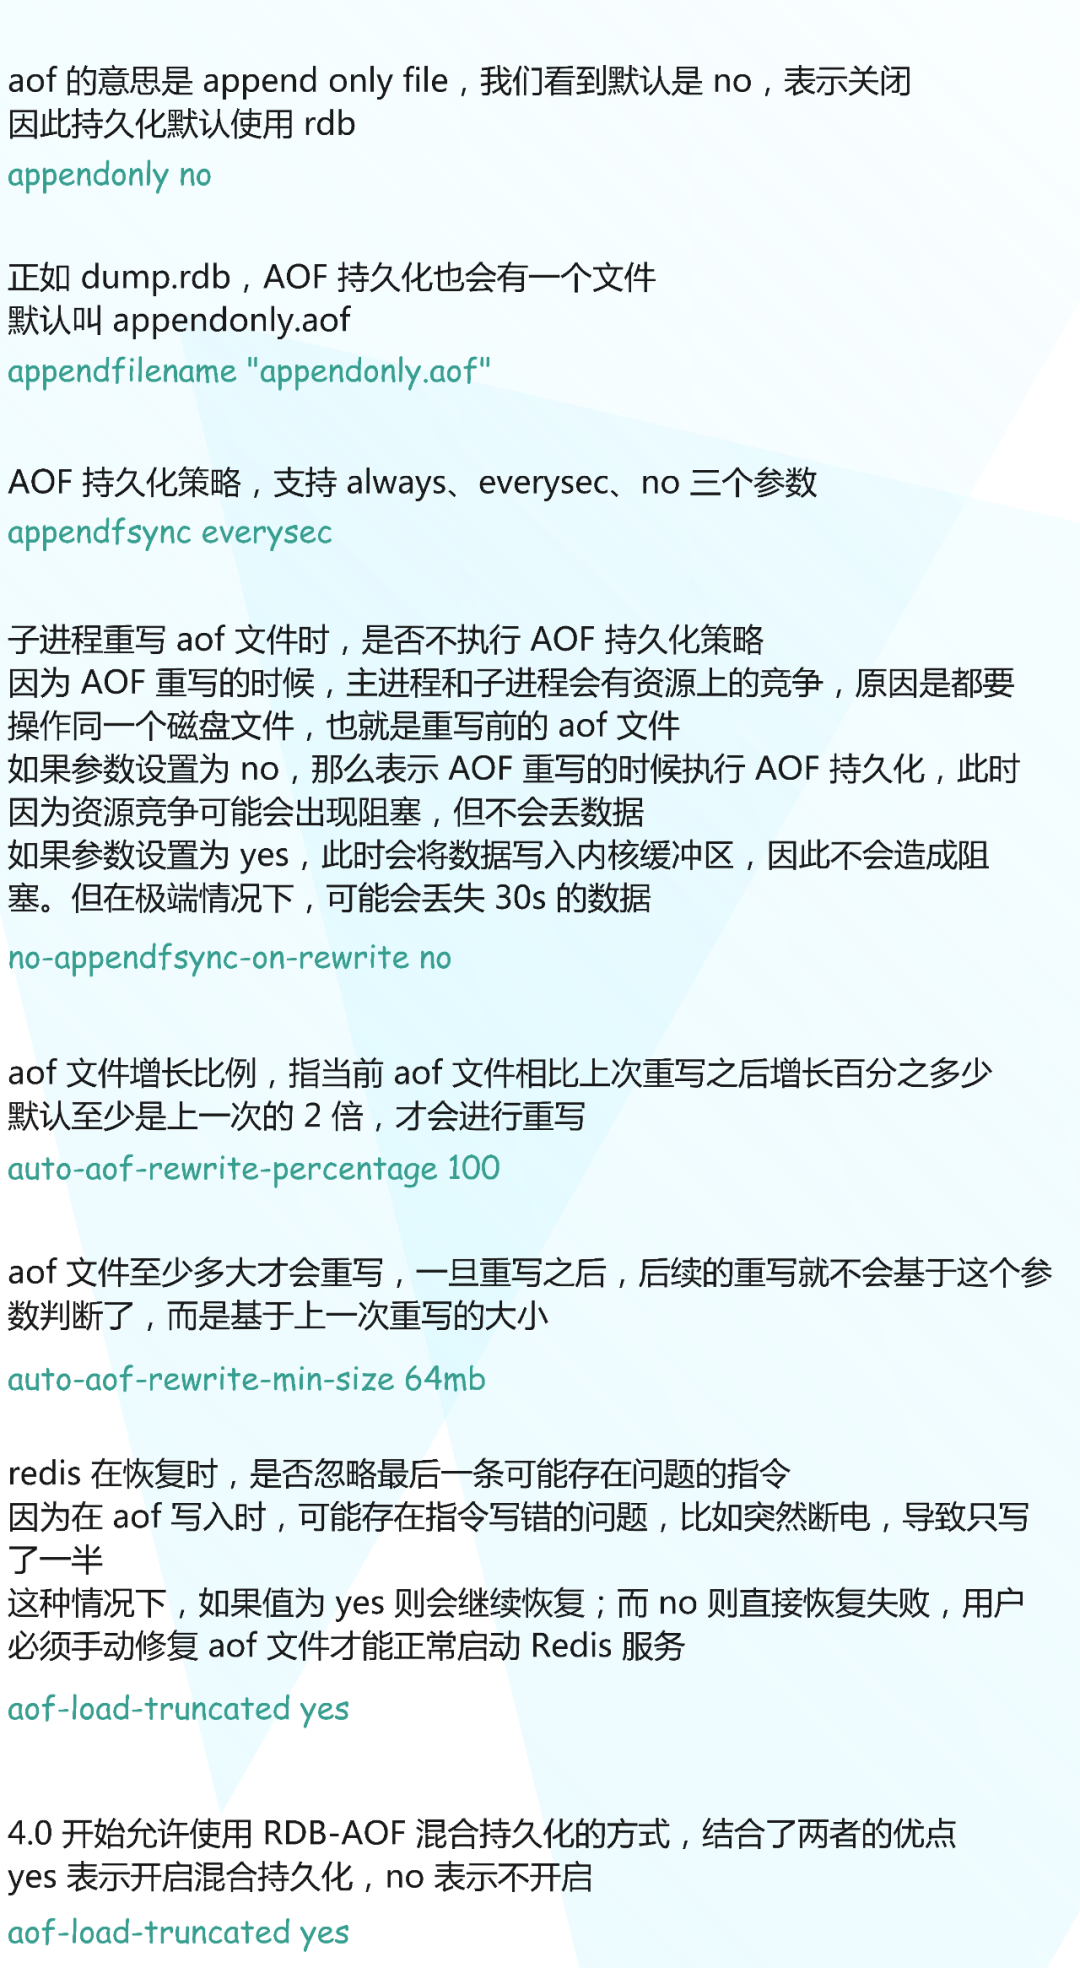 aof 的意思是 append only file，我们看到默认是 no，表示关闭
因此持久化默认使用 rdb
appendonly no
正如 dump.rdb，AOF 持久化也会有一个文件
默认叫 appendonly.aof
appendfilename "appendonly.aof"
AOF 持久化策略，支持 always、everysec、no 三个参数
appendfsync everysec
子进程重写 aof 文件时，是否不执行 AOF 持久化策略
因为 AOF 重写的时候，主进程和子进程会有资源上的竞争，原因是都要
操作同一个磁盘文件，也就是重写前的 aof 文件
如果参数设置为 no，那么表示 AOF 重写的时候执行 AOF 持久化，此时
因为资源竞争可能会出现阻塞，但不会丢数据
如果参数设置为 yes，此时会将数据写入内核缓冲区，因此不会造成阻
塞。但在极端情况下，可能会丢失 30s 的数据
no-appendfsync-on-rewrite no
aof 文件增长比例，指当前 aof 文件相比上次重写之后增长百分之多少
默认至少是上一次的 2 倍，才会进行重写
auto-aof-rewrite-percentage 100
aof 文件至少多大才会重写，一旦重写之后，后续的重写就不会基于这个参
数判断了，而是基于上一次重写的大小
auto-aof-rewrite-min-size 64mb
redis 在恢复时，是否忽略最后一条可能存在问题的指令
因为在 aof 写入时，可能存在指令写错的问题，比如突然断电，导致只写
了一半
这种情况下，如果值为 yes 则会继续恢复；而 no 则直接恢复失败，用户
必须手动修复 aof 文件才能正常启动 Redis 服务
aof-load-truncated yes
4.0 开始允许使用 RDB-AOF 混合持久化的方式，结合了两者的优点
yes 表示开启混合持久化，no 表示不开启
aof-load-truncated yes